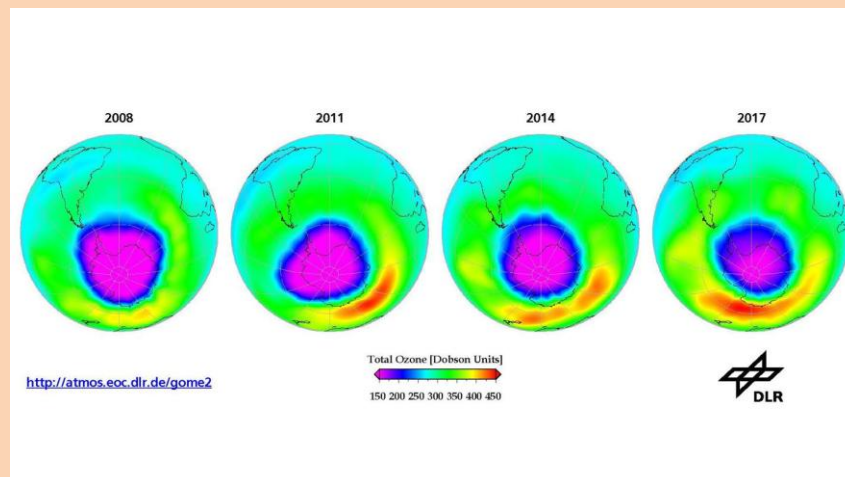 2008 2011 2014 2017
Total Ozone [Dobson Units]
http://atmos.eoc.dlr.de/gome2
150 200 250 300 350 400 450
DLR